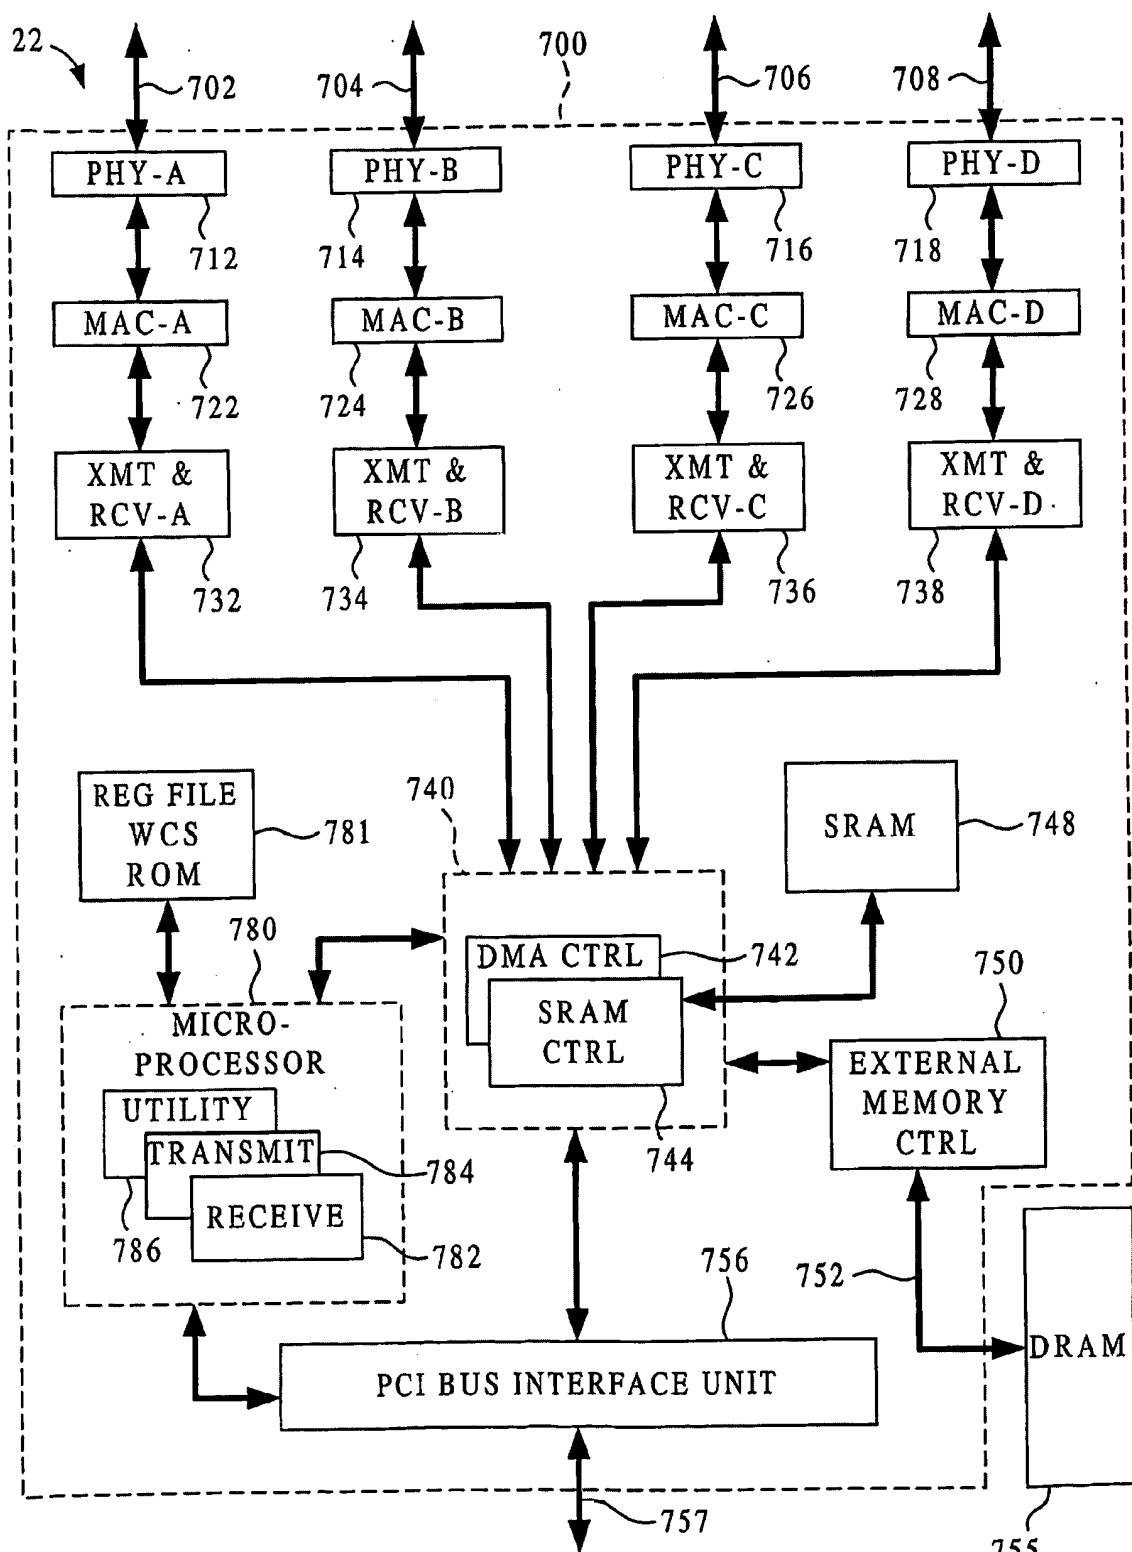 22
702
704
700
706
708
PHY-A
PHY-B
PHY-C
PHY-D
712
714
716
718
MAC-A
MAC-B
MAC-C
MAC-D
722
724
726
728
XMT &
RCV-A
XMT &
RCV-B
XMT &
RCV-C
XMT &
RCV-D
732
734
736
738
740
REG FILE
WCS
ROM
781
SRAM
748
780
DMA CTRL
742
SRAM
CTRL
744
750
EXTERNAL
MEMORY
CTRL
MICRO-
PROCESSOR
UTILITY
TRANSMIT
784
RECEIVE
786
782
756
752
DRAM
PCI BUS INTERFACE UNIT
757
755